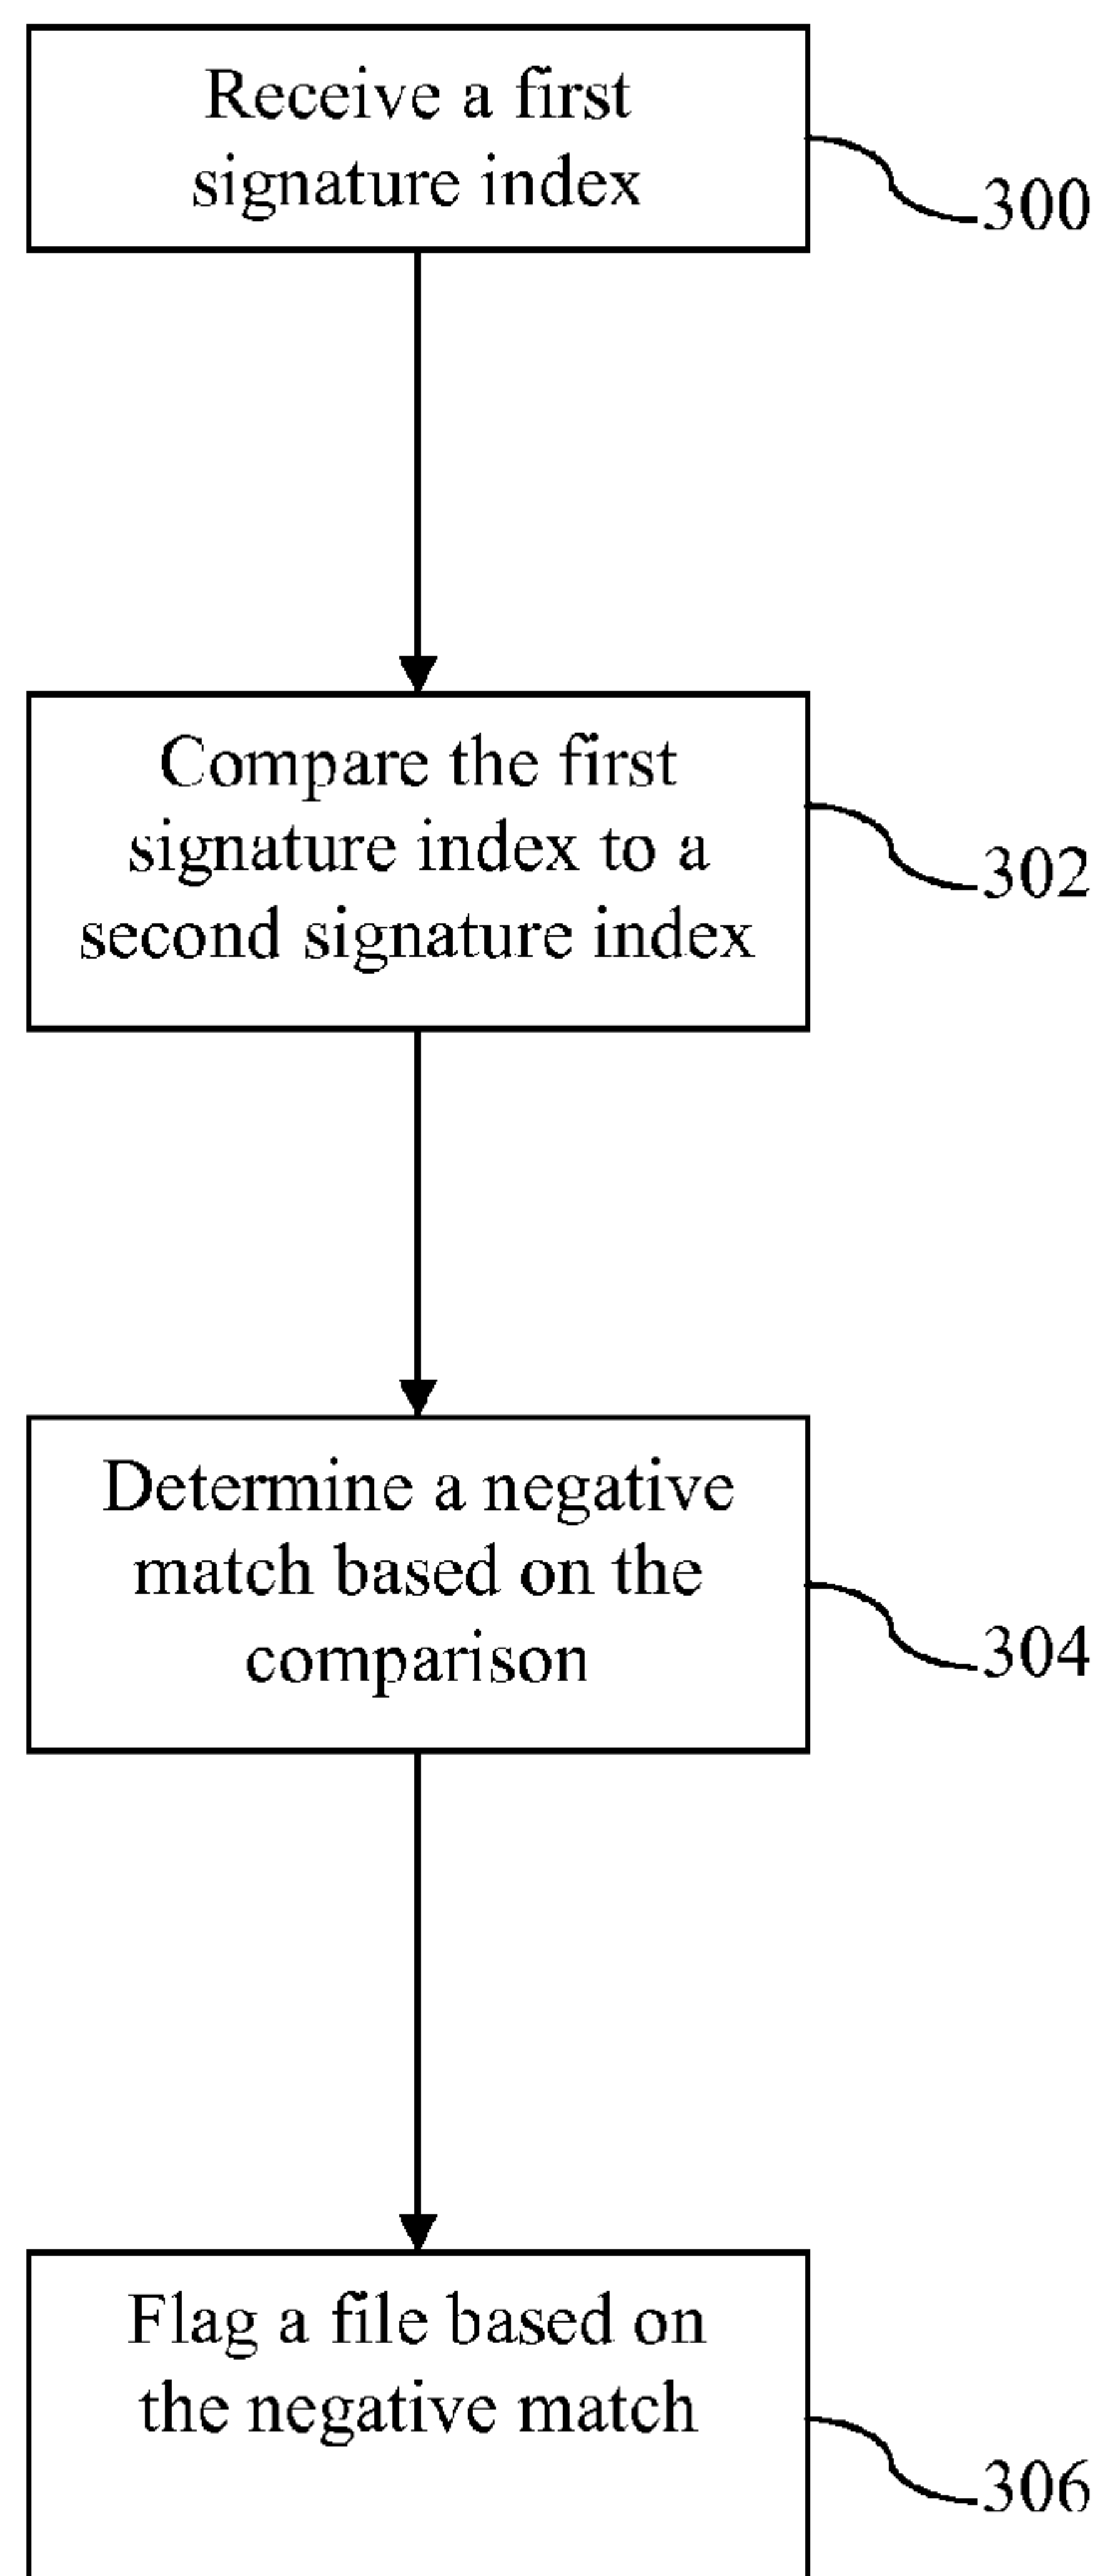 Receive a first
signature index
300
Compare the first
signature index to a
second signature index
302
Determine a negative
match based on the
comparison
304
Flag a file based on
the negative match
306